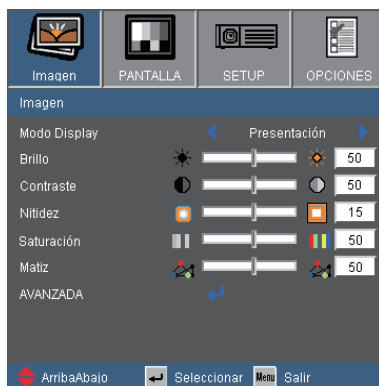 Imagen PANTALLA SETUP OPCIONES
Imagen
Modo Display Presentación
Brillo 50
Contraste 50
Nitidez 15
Saturación 50
Matiz 50
AVANZADA
ArribaAbajo Seleccionar Menu Salir